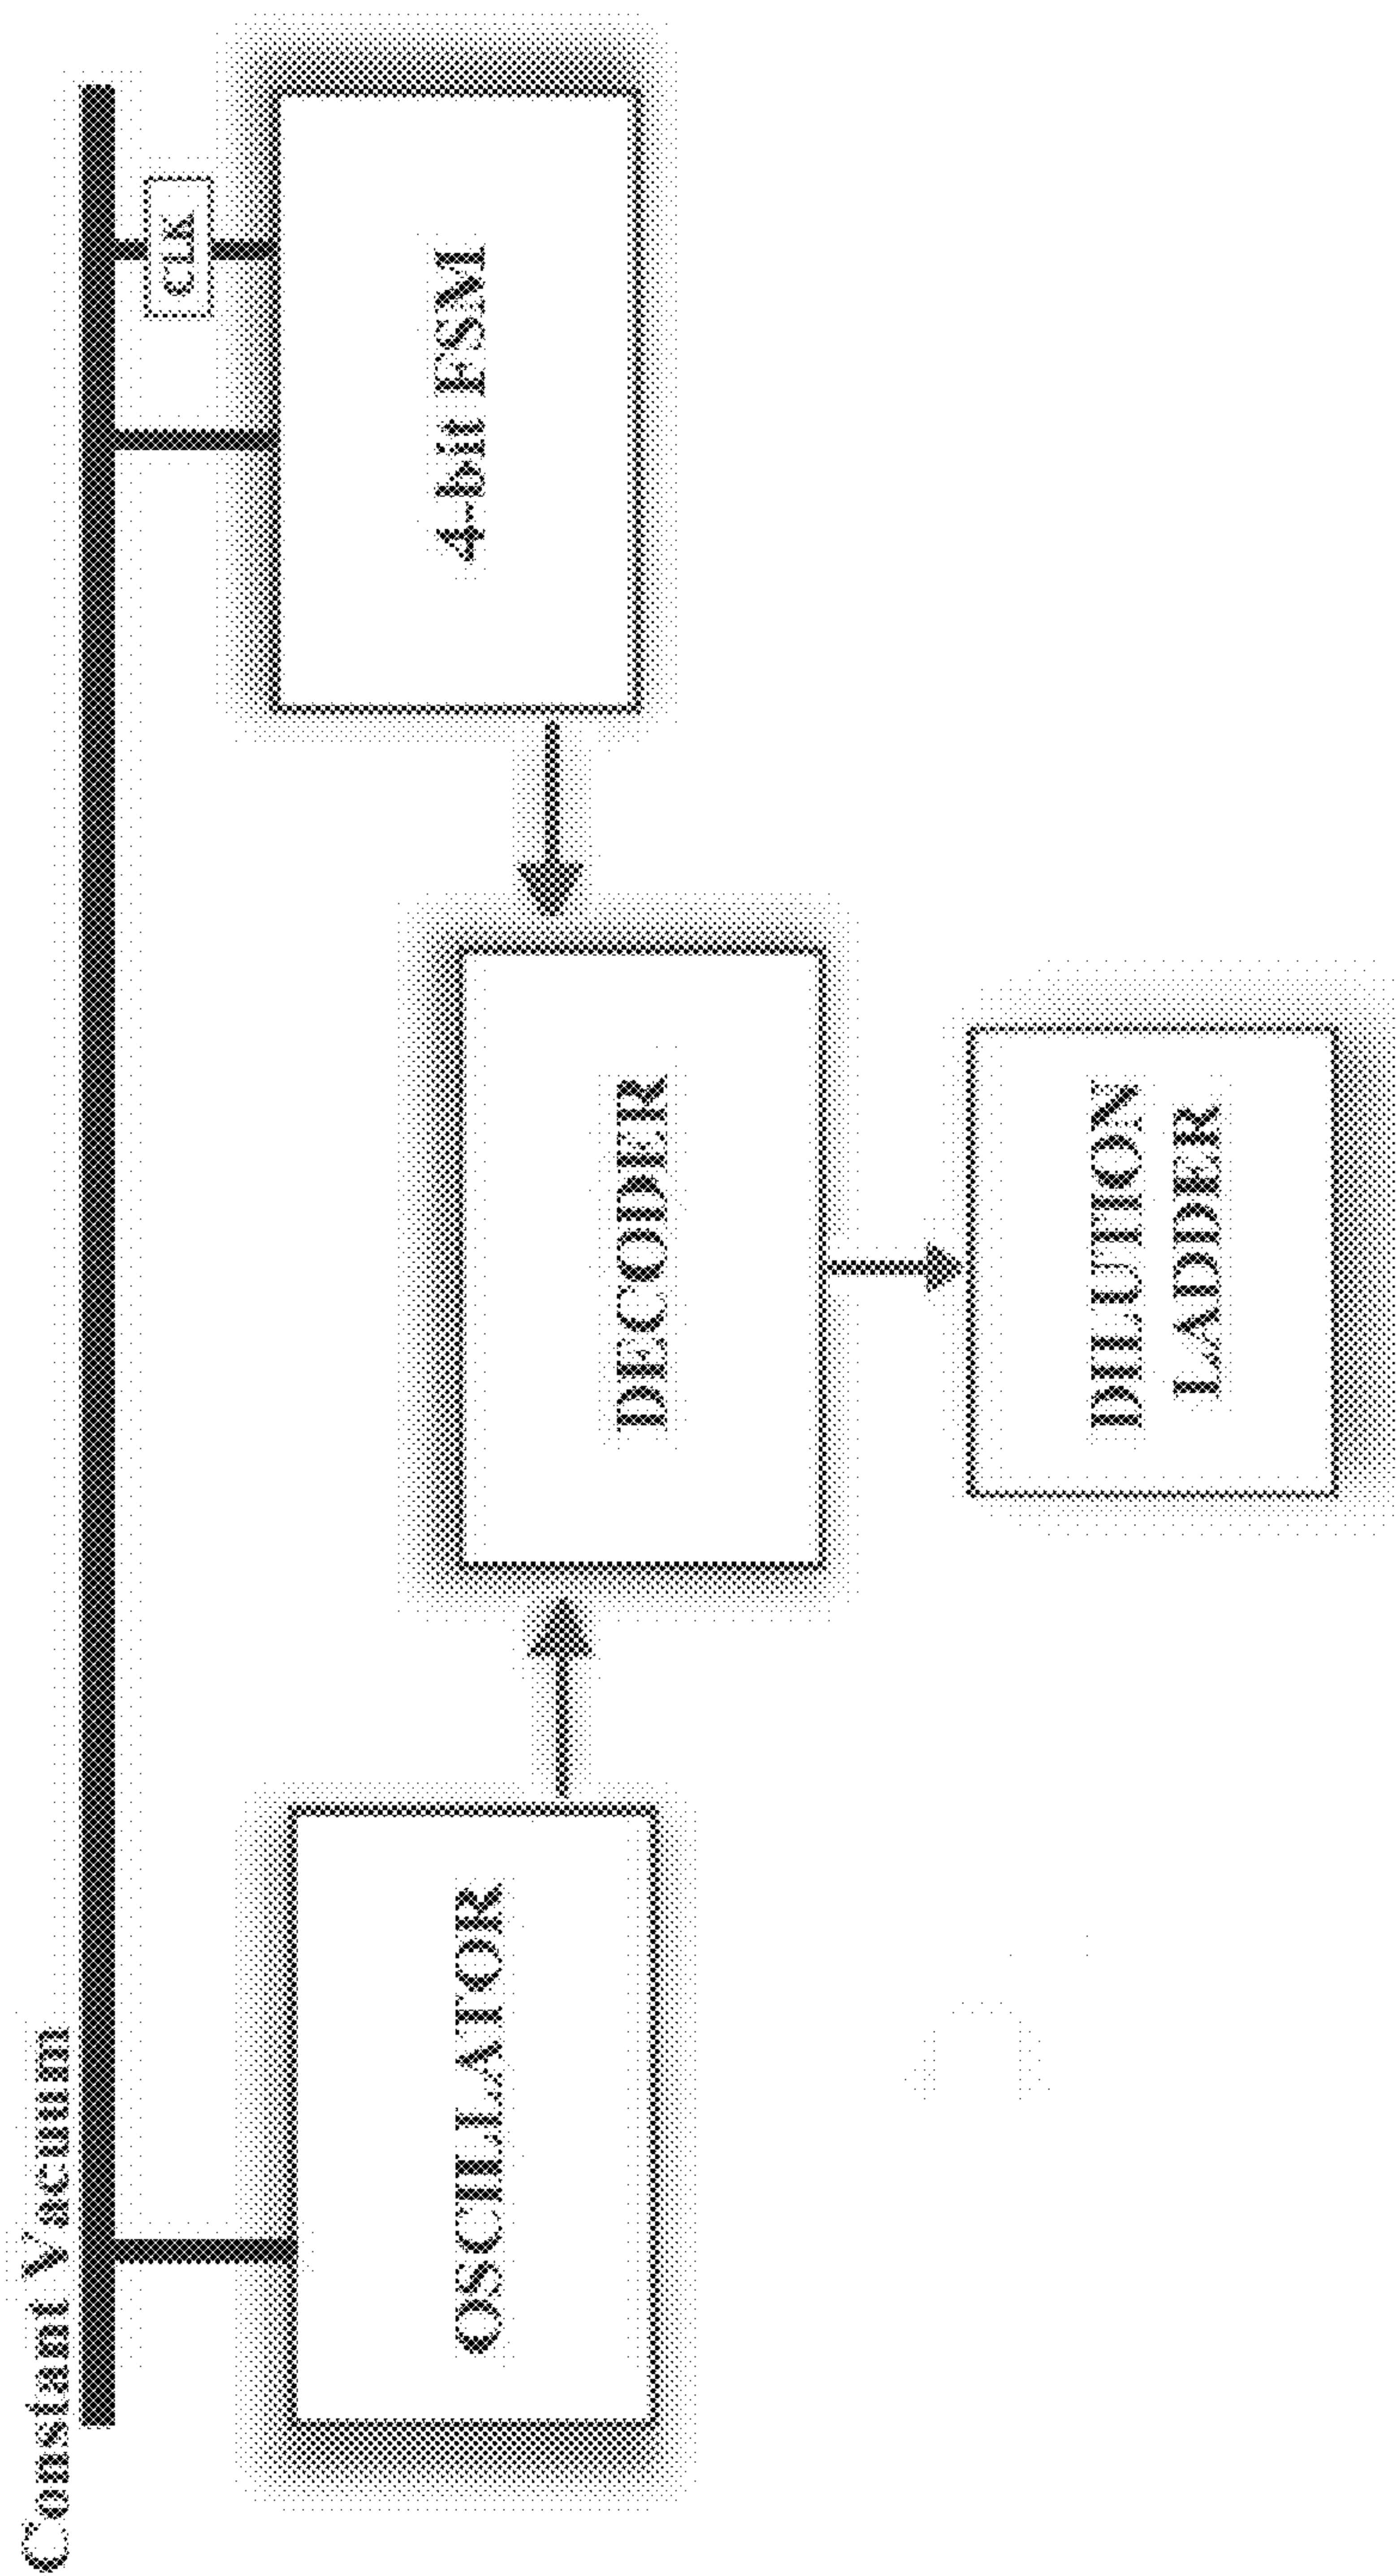 Constant Vacuum
CLK
OSCILLATOR
DECODER
4-bit FSM
DILUTION
LADDER